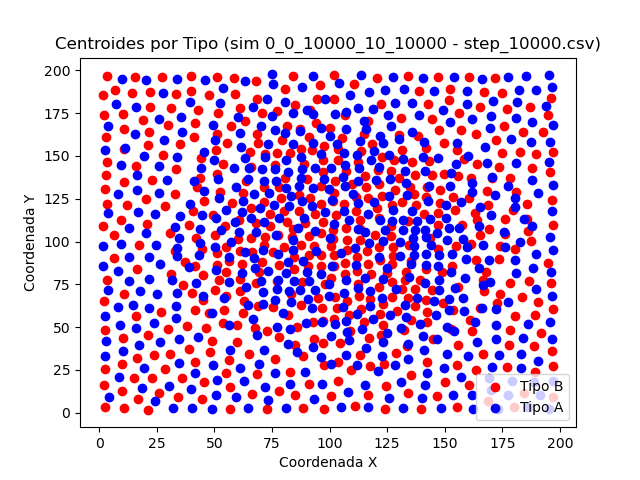 Centroides por Tipo (sim 0_0_10000_10_10000 - step_10000.csv)
200
175
150
125
100
75
50
25
0
Coordenada Y
0 25 50 75 100 125 150 175 200
Coordenada X
Tipo B
Tipo A